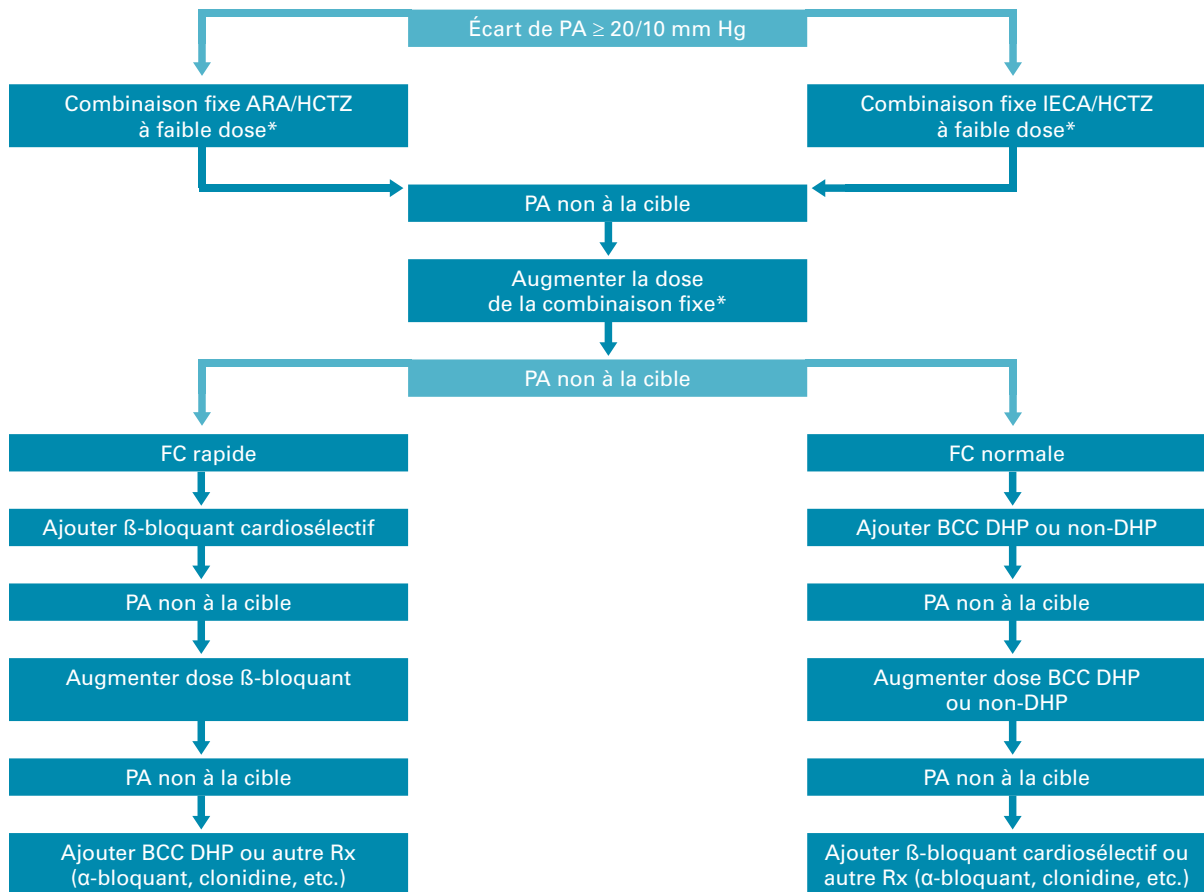 Écart de PA ≥ 20/10 mm Hg
Combinaison fixe ARA/HCTZ
à faible dose*
Combinaison fixe IECA/HCTZ
à faible dose*
PA non à la cible
Augmenter la dose
de la combinaison fixe*
PA non à la cible
FC rapide
FC normale
Ajouter ß-bloquant cardiosélectif
Ajouter BCC DHP ou non-DHP
PA non à la cible
PA non à la cible
Augmenter dose ß-bloquant
Augmenter dose BCC DHP
ou non-DHP
PA non à la cible
PA non à la cible
Ajouter BCC DHP ou autre Rx
(α-bloquant, clonidine, etc.)
Ajouter ß-bloquant cardiosélectif ou
autre Rx (α-bloquant, clonidine, etc.)